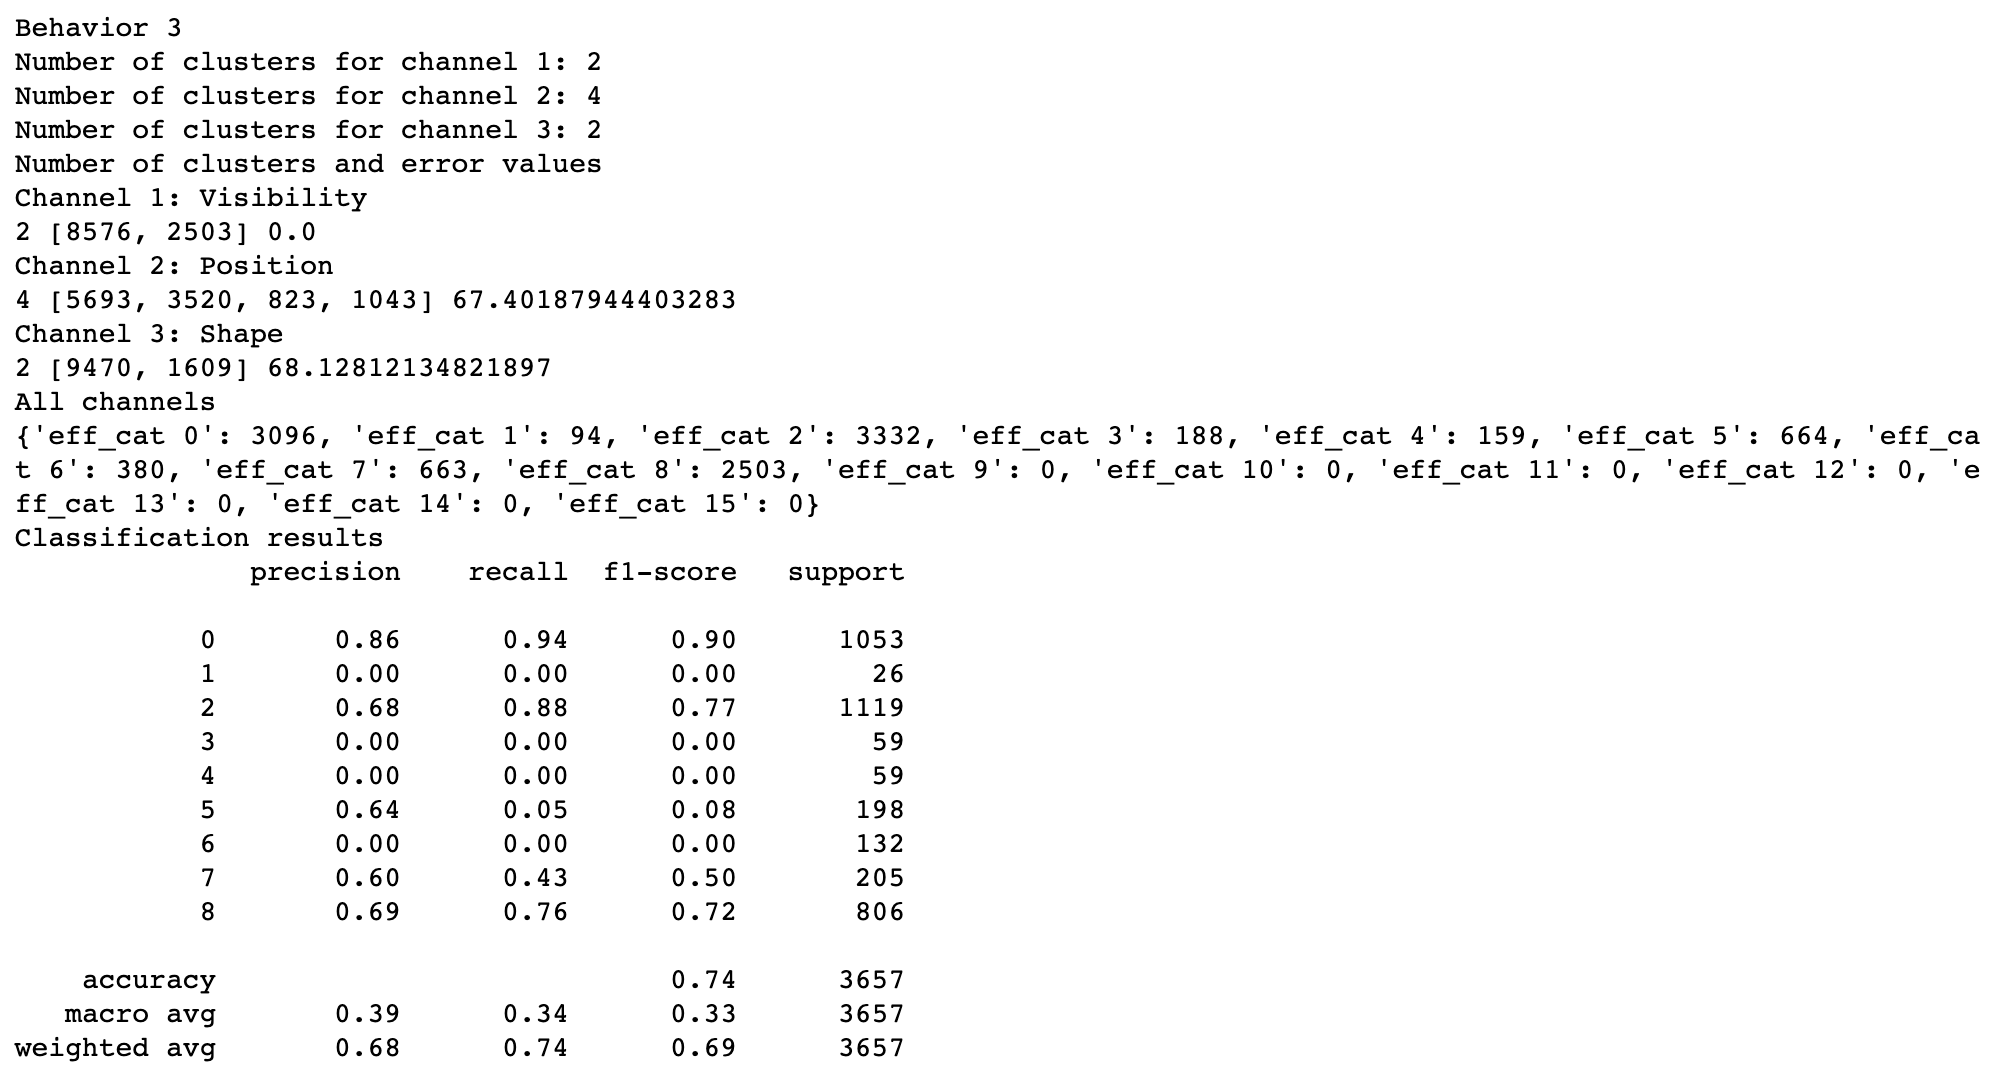 Behavior 3
Number of clusters for channel 1: 2
Number of clusters for channel 2: 4
Number of clusters for channel 3: 2
Number of clusters and error values
Channel 1: Visibility
2 [8576, 2503] 0.0
Channel 2: Position
4 [5693, 3520, 823, 1043] 67.40187944403283
Channel 3: Shape
2 [9470, 1609] 68.12812134821897
All channels
{'eff_cat 0': 3096, 'eff_cat 1': 94, 'eff_cat 2': 3332, 'eff_cat 3': 188, 'eff_cat 4': 159, 'eff_cat 5': 664, 'eff_ca
t 6': 380, 'eff_cat 7': 663, 'eff_cat 8': 2503, 'eff_cat 9': 0, 'eff_cat 10': 0, 'eff_cat 11': 0, 'eff_cat 12': 0, 'e
ff_cat 13': 0, 'eff_cat 14': 0, 'eff_cat 15': 0}
Classification results
precision recall f1-score support
0 0.86 0.94 0.90 1053
1 0.00 0.00 0.00 26
2 0.68 0.88 0.77 1119
3 0.00 0.00 0.00 59
4 0.00 0.00 0.00 59
5 0.64 0.05 0.08 198
6 0.00 0.00 0.00 132
7 0.60 0.43 0.50 205
8 0.69 0.76 0.72 806
accuracy 0.74 3657
macro avg 0.39 0.34 0.33 3657
weighted avg 0.68 0.74 0.69 3657